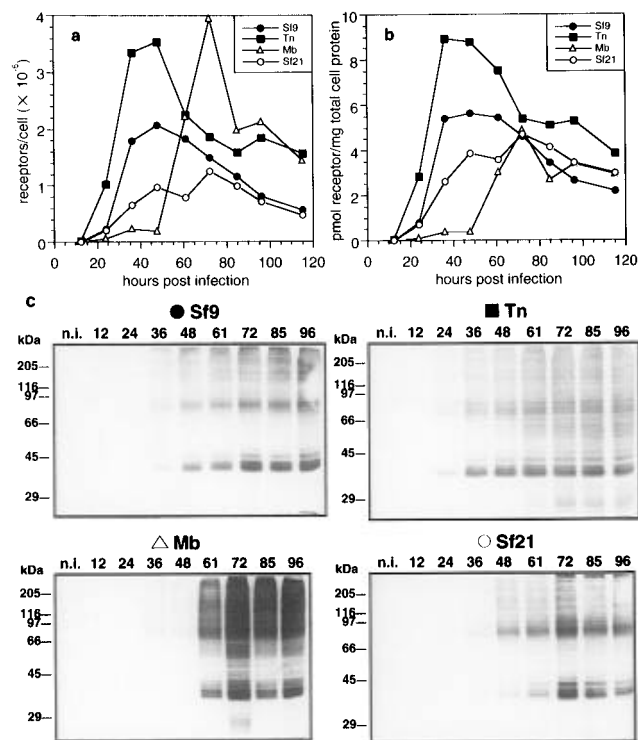 a
receptors/cell (× 10⁻⁶)
4
3
2
1
0
0 20 40 60 80 100 120
hours post infection
Sf9
Tn
Mb
Sf21
b
pmol receptor/mg total cell protein
10
8
6
4
2
0
0 20 40 60 80 100 120
hours post infection
Sf9
Tn
Mb
Sf21
c
● Sf9
kDa n.i. 12 24 36 48 61 72 85 96
205
116
97
66
45
29
■ Tn
kDa n.i. 12 24 36 48 61 72 85 96
205
116
97
66
45
29
△ Mb
kDa n.i. 12 24 36 48 61 72 85 96
205
116
97
66
45
29
○ Sf21
kDa n.i. 12 24 36 48 61 72 85 96
205
116
97
66
45
29